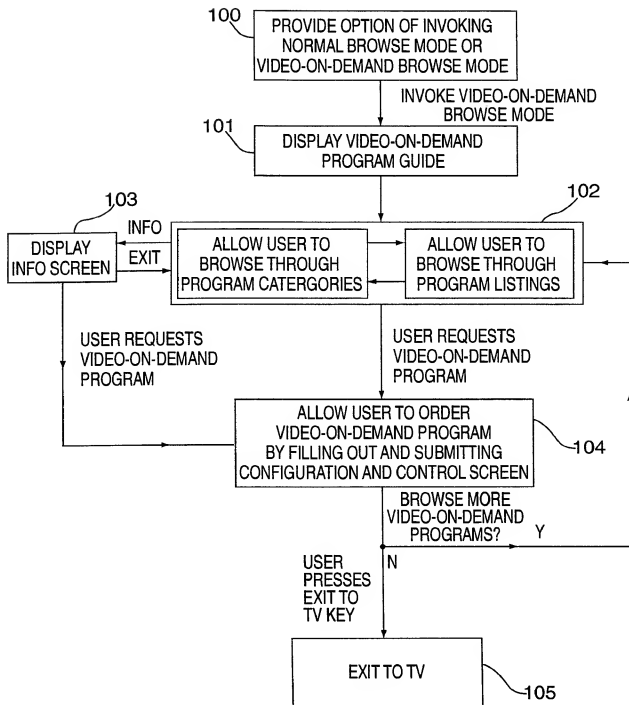 100
PROVIDE OPTION OF INVOKING
NORMAL BROWSE MODE OR
VIDEO-ON-DEMAND BROWSE MODE
INVOKE VIDEO-ON-DEMAND
BROWSE MODE
101
DISPLAY VIDEO-ON-DEMAND
PROGRAM GUIDE
103
102
DISPLAY
INFO SCREEN
INFO
EXIT
ALLOW USER TO
BROWSE THROUGH
PROGRAM CATERGORIES
ALLOW USER TO
BROWSE THROUGH
PROGRAM LISTINGS
USER REQUESTS
VIDEO-ON-DEMAND
PROGRAM
USER REQUESTS
VIDEO-ON-DEMAND
PROGRAM
ALLOW USER TO ORDER
VIDEO-ON-DEMAND PROGRAM
BY FILLING OUT AND SUBMITTING
CONFIGURATION AND CONTROL SCREEN
104
BROWSE MORE
VIDEO-ON-DEMAND
PROGRAMS?
Y
N
USER
PRESSES
EXIT TO
TV KEY
EXIT TO TV
105